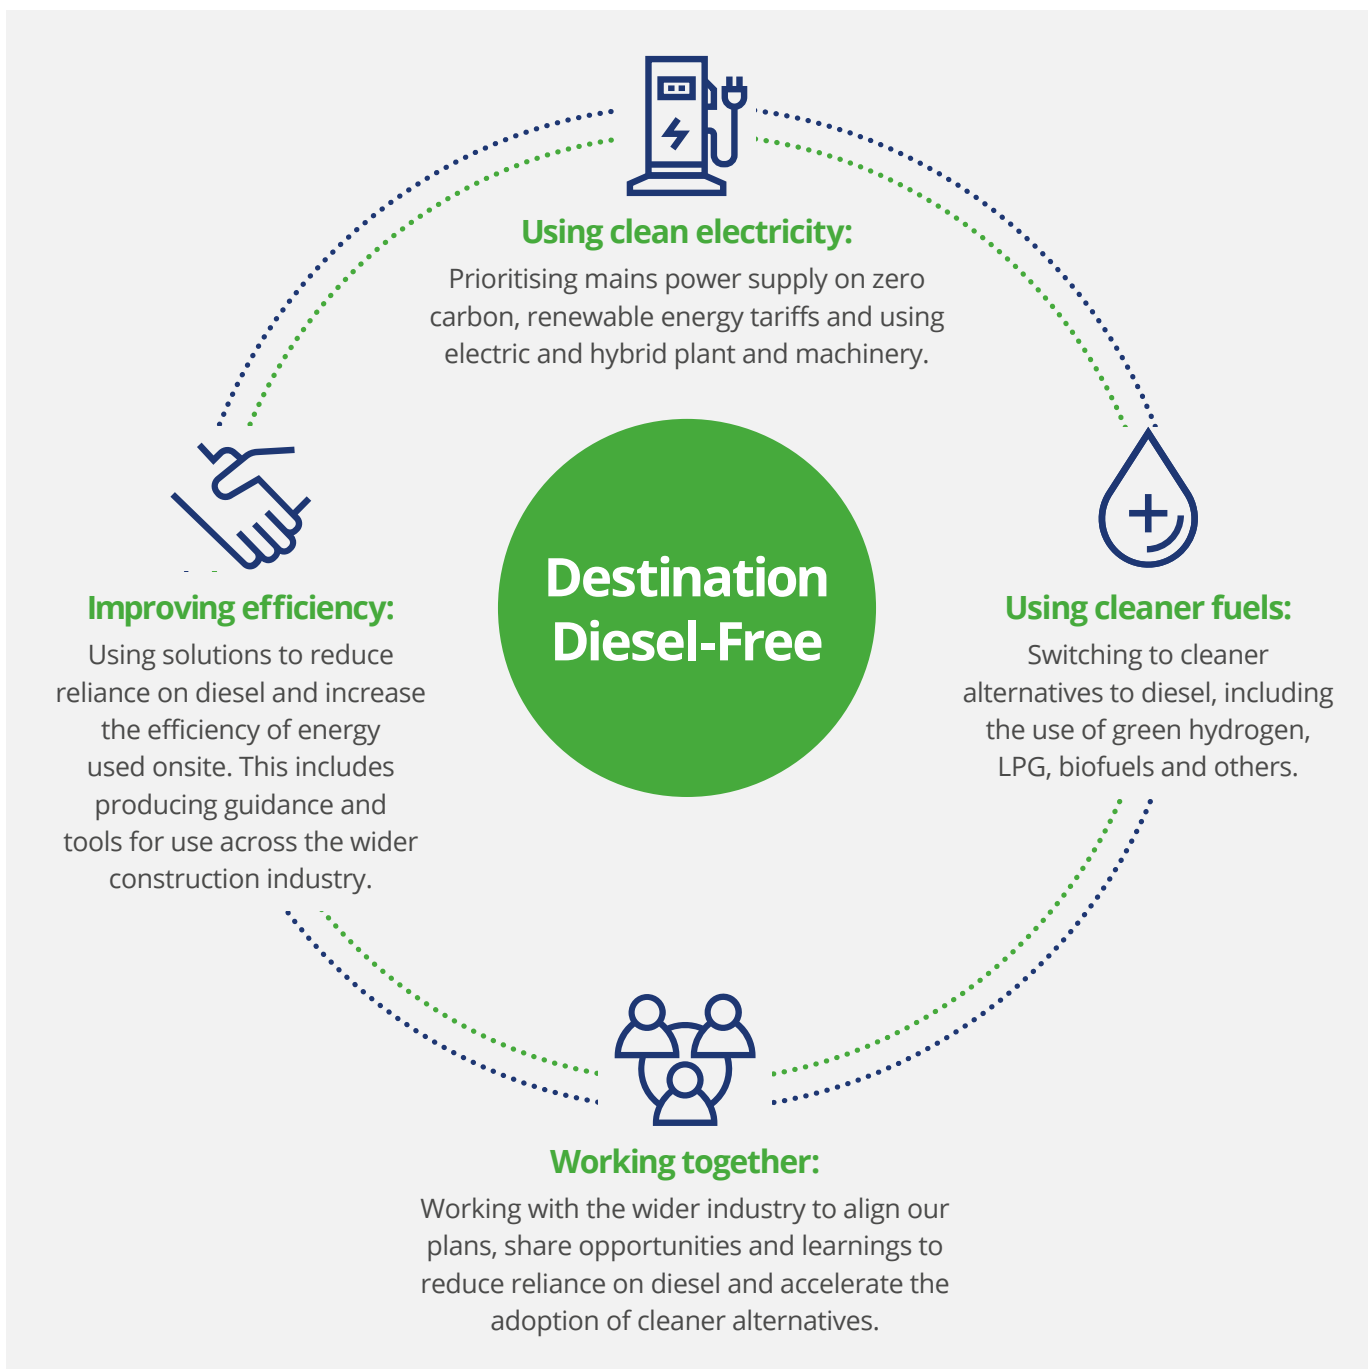 Using clean electricity:
Prioritising mains power supply on zero
carbon, renewable energy tariffs and using
electric and hybrid plant and machinery.
Destination
Diesel-Free
Improving efficiency:
Using solutions to reduce
reliance on diesel and increase
the efficiency of energy
used onsite. This includes
producing guidance and
tools for use across the wider
construction industry.
Using cleaner fuels:
Switching to cleaner
alternatives to diesel, including
the use of green hydrogen,
LPG, biofuels and others.
Working together:
Working with the wider industry to align our
plans, share opportunities and learnings to
reduce reliance on diesel and accelerate the
adoption of cleaner alternatives.